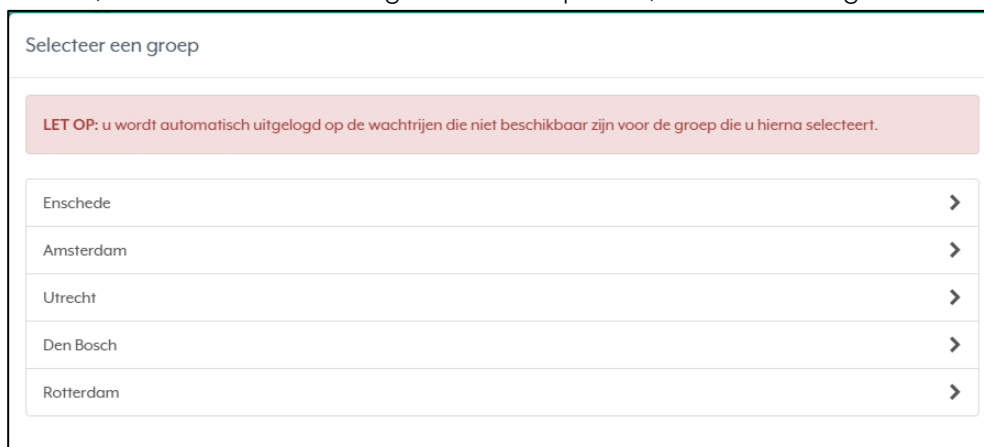 Selecteer een groep
LET OP: u wordt automatisch uitgelogd op de wachtrijen die niet beschikbaar zijn voor de groep die u hierna selecteert.
Enschede
Amsterdam
Utrecht
Den Bosch
Rotterdam